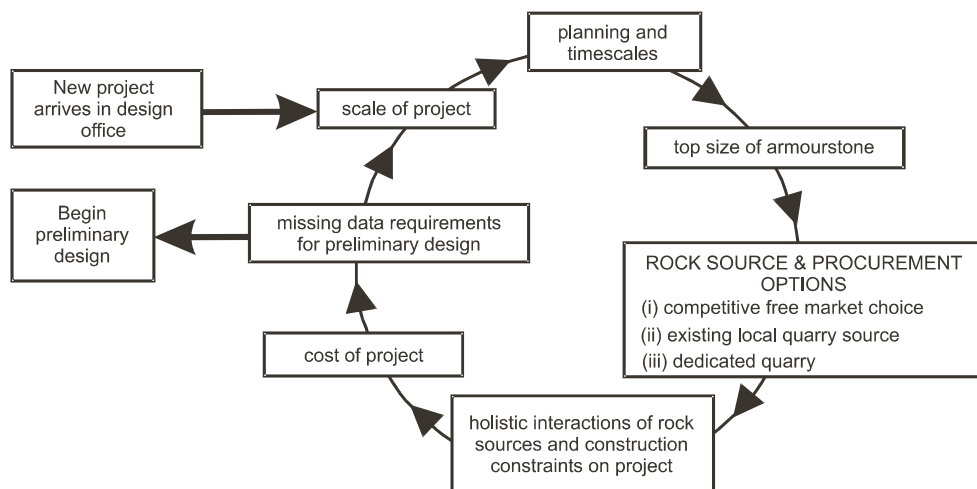 New project
arrives in design
office
scale of project
planning and
timescales
top size of armourstone
ROCK SOURCE & PROCUREMENT
OPTIONS
(i) competitive free market choice
(ii) existing local quarry source
(iii) dedicated quarry
holistic interactions of rock
sources and construction
constraints on project
cost of project
missing data requirements
for preliminary design
Begin
preliminary
design